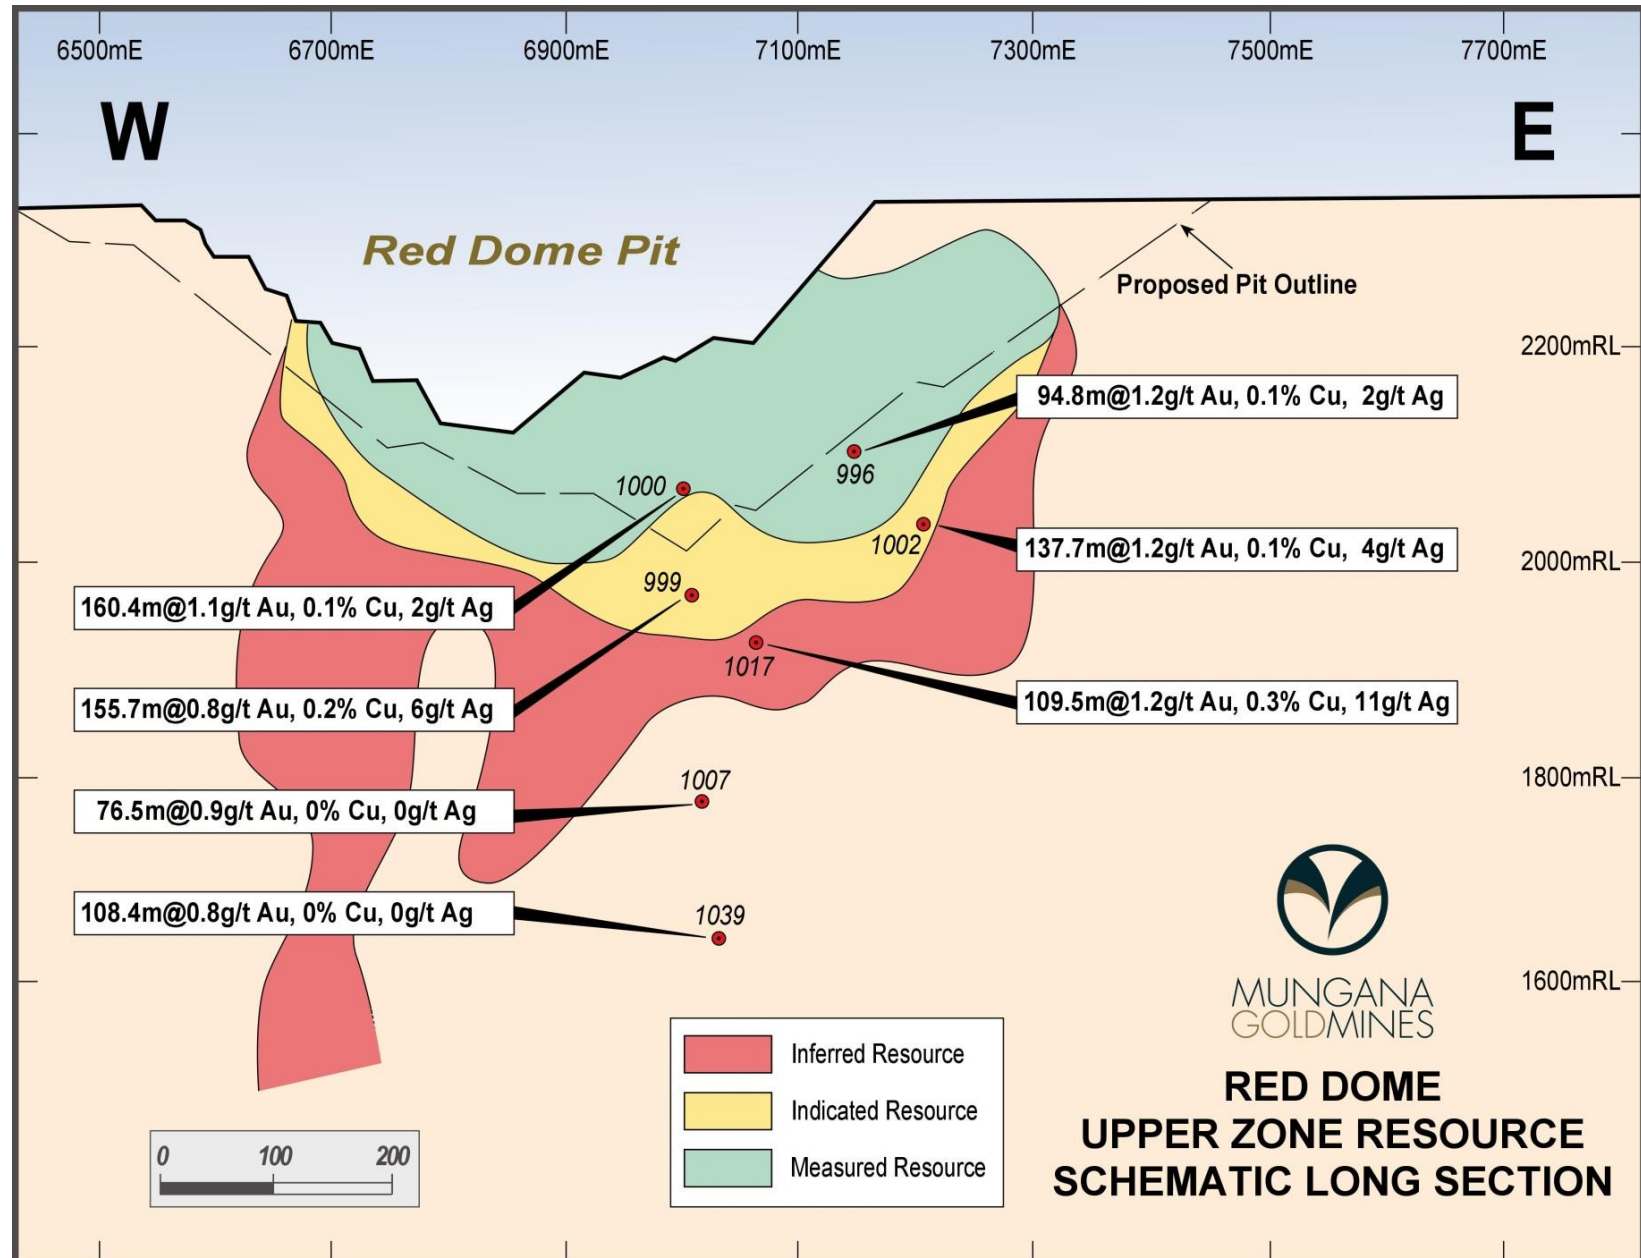 6500mE 6700mE 6900mE 7100mE 7300mE 7500mE 7700mE
W E
Red Dome Pit
Proposed Pit Outline
2200mRL
94.8m@1.2g/t Au, 0.1% Cu, 2g/t Ag
996
1000
1002
137.7m@1.2g/t Au, 0.1% Cu, 4g/t Ag
2000mRL
999
160.4m@1.1g/t Au, 0.1% Cu, 2g/t Ag
1017
155.7m@0.8g/t Au, 0.2% Cu, 6g/t Ag
109.5m@1.2g/t Au, 0.3% Cu, 11g/t Ag
1800mRL
1007
76.5m@0.9g/t Au, 0% Cu, 0g/t Ag
108.4m@0.8g/t Au, 0% Cu, 0g/t Ag
1039
1600mRL
MUNGANA
GOLDMINES
Inferred Resource
Indicated Resource
Measured Resource
0 100 200
RED DOME
UPPER ZONE RESOURCE
SCHEMATIC LONG SECTION